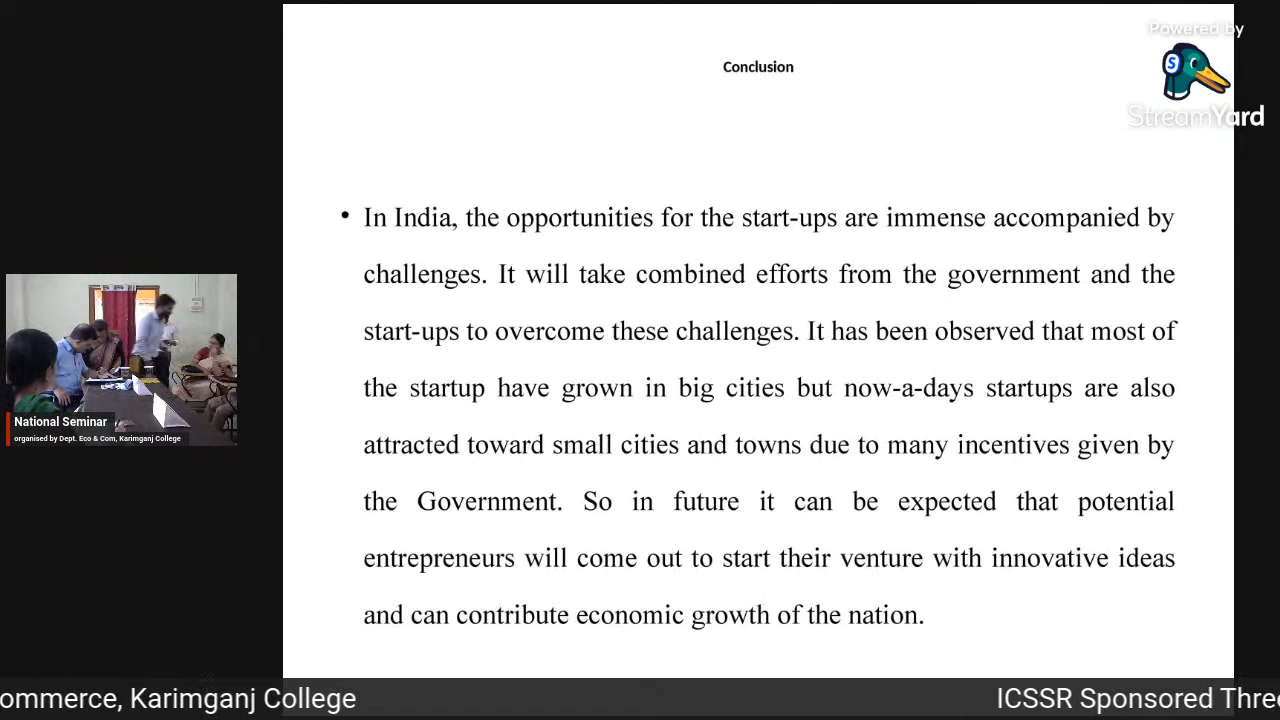 Conclusion
Powered by
S
StreamYard
• In India, the opportunities for the start-ups are immense accompanied by
challenges. It will take combined efforts from the government and the
start-ups to overcome these challenges. It has been observed that most of
the startup have grown in big cities but now-a-days startups are also
attracted toward small cities and towns due to many incentives given by
the Government. So in future it can be expected that potential
entrepreneurs will come out to start their venture with innovative ideas
and can contribute economic growth of the nation.
National Seminar
organised by Dept. Eco & Com, Karimganj College
ommerce, Karimganj College
ICSSR Sponsored Three